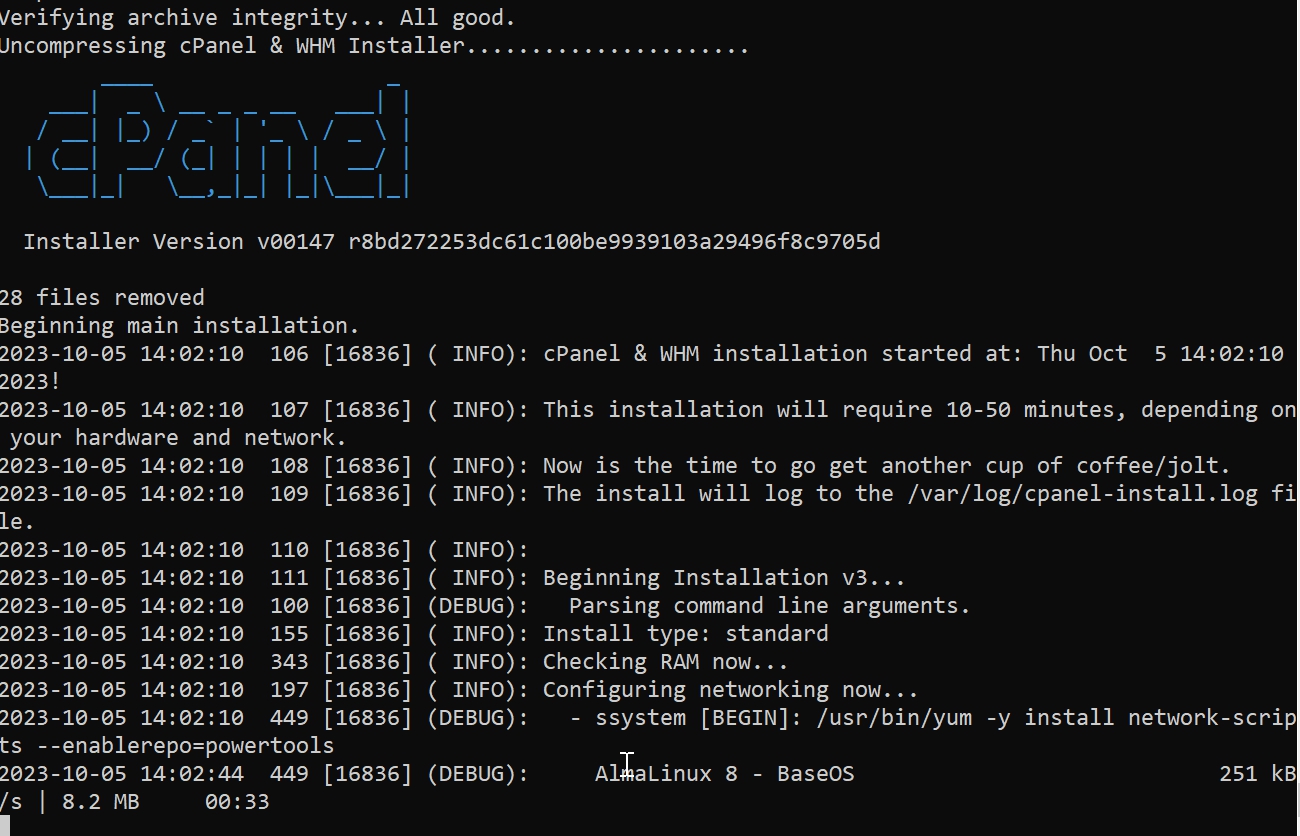 Verifying archive integrity... All good.
Uncompressing cPanel & WHM Installer......................
cPanel
Installer Version v00147 r8bd272253dc61c100be9939103a29496f8c9705d
28 files removed
Beginning main installation.
2023-10-05 14:02:10  106 [16836] ( INFO): cPanel & WHM installation started at: Thu Oct  5 14:02:10
2023!
2023-10-05 14:02:10  107 [16836] ( INFO): This installation will require 10-50 minutes, depending on
 your hardware and network.
2023-10-05 14:02:10  108 [16836] ( INFO): Now is the time to go get another cup of coffee/jolt.
2023-10-05 14:02:10  109 [16836] ( INFO): The install will log to the /var/log/cpanel-install.log fi
le.
2023-10-05 14:02:10  110 [16836] ( INFO):
2023-10-05 14:02:10  111 [16836] ( INFO): Beginning Installation v3...
2023-10-05 14:02:10  100 [16836] (DEBUG):   Parsing command line arguments.
2023-10-05 14:02:10  155 [16836] ( INFO): Install type: standard
2023-10-05 14:02:10  343 [16836] ( INFO): Checking RAM now...
2023-10-05 14:02:10  197 [16836] ( INFO): Configuring networking now...
2023-10-05 14:02:10  449 [16836] (DEBUG):   - ssystem [BEGIN]: /usr/bin/yum -y install network-scrip
ts --enablerepo=powertools
2023-10-05 14:02:44  449 [16836] (DEBUG):     AlmaLinux 8 - BaseOS                            251 kB
/s | 8.2 MB     00:33